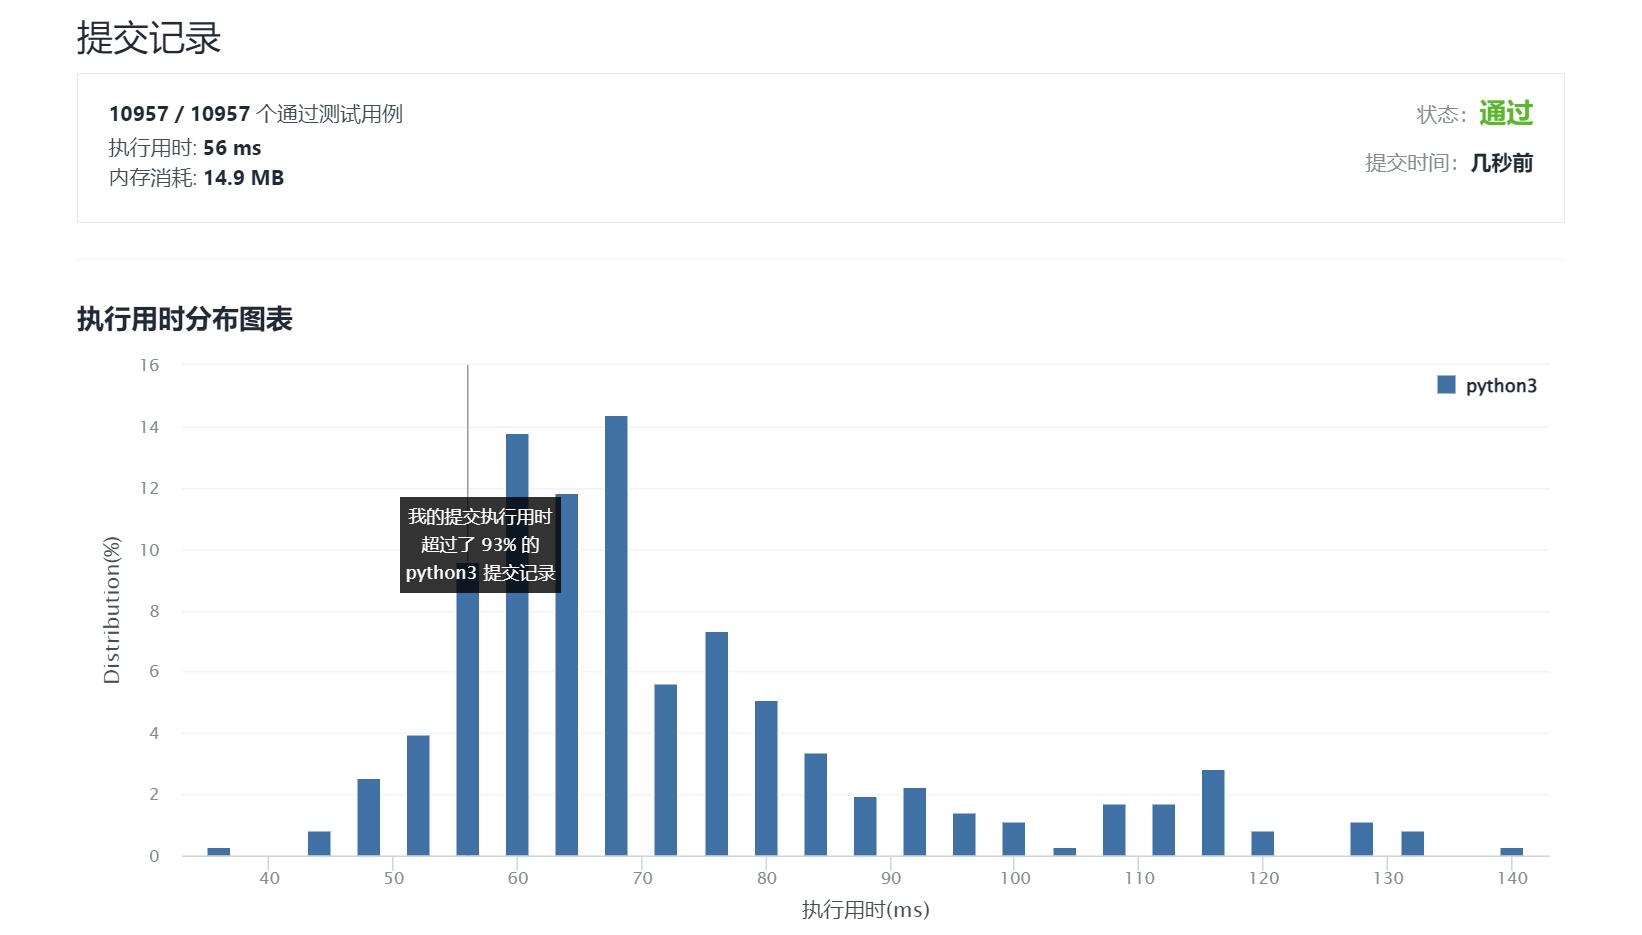 提交记录
10957 / 10957 个通过测试用例
状态：通过
执行用时: 56 ms
提交时间：几秒前
内存消耗: 14.9 MB
执行用时分布图表
python3
16
14
12
10
8
6
4
2
0
Distribution(%)
我的提交执行用时
超过了 93% 的
python3 提交记录
40 50 60 70 80 90 100 110 120 130 140
执行用时(ms)